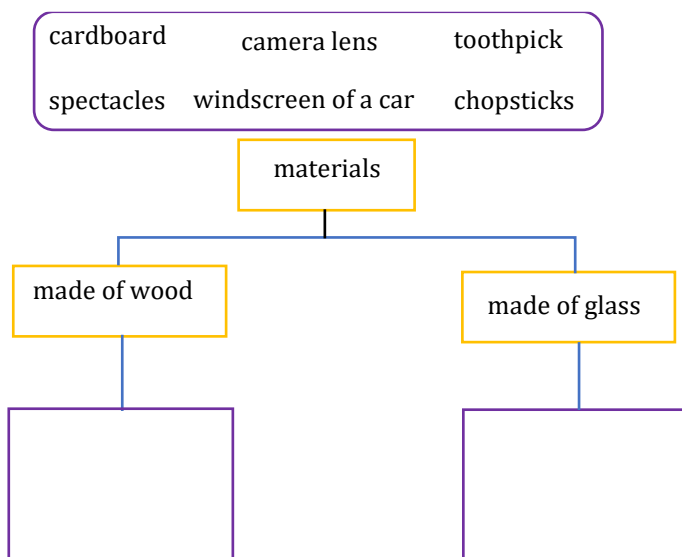 cardboard camera lens toothpick
spectacles windscreen of a car chopsticks
materials
made of wood
made of glass